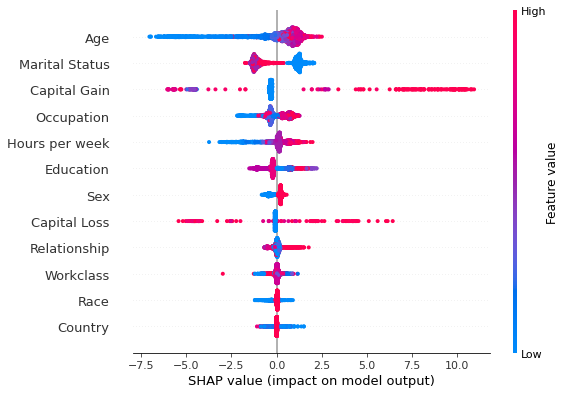 High
Age
Marital Status
Capital Gain
Occupation
Hours per week
Education
Sex
Capital Loss
Relationship
Workclass
Race
Country
Feature value
Low
−7.5 −5.0 −2.5 0.0 2.5 5.0 7.5 10.0
SHAP value (impact on model output)